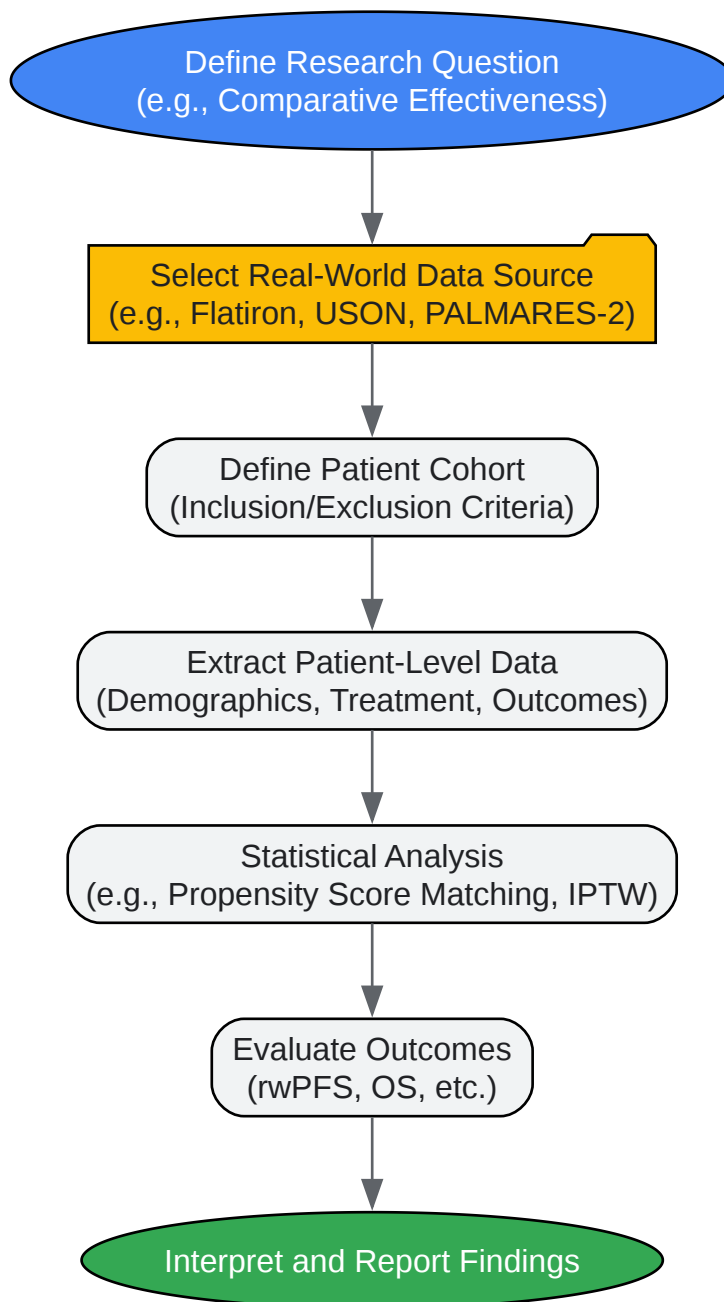 Define Research Question
(e.g., Comparative Effectiveness)
Select Real-World Data Source
(e.g., Flatiron, USON, PALMARES-2)
Define Patient Cohort
(Inclusion/Exclusion Criteria)
Extract Patient-Level Data
(Demographics, Treatment, Outcomes)
Statistical Analysis
(e.g., Propensity Score Matching, IPTW)
Evaluate Outcomes
(rwPFS, OS, etc.)
Interpret and Report Findings